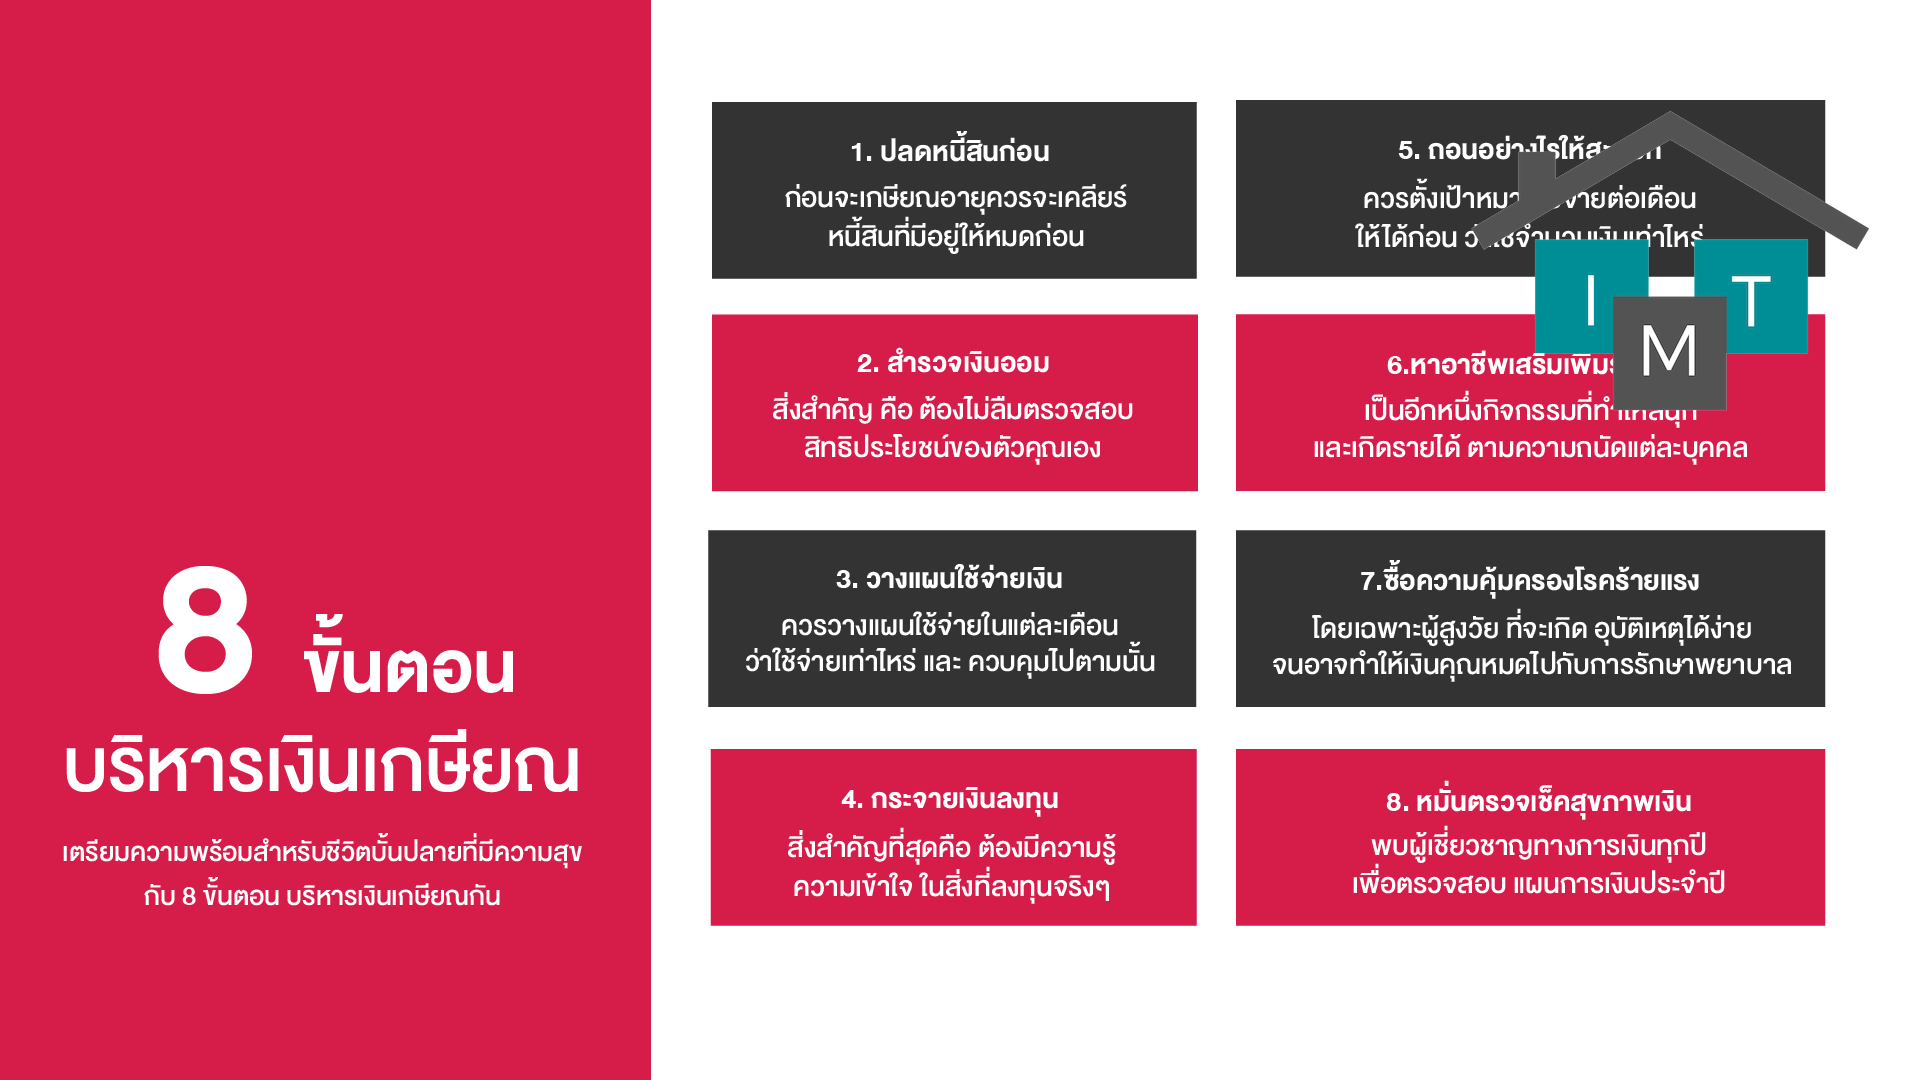 8 ขั้นตอน
บริหารเงินเกษียณ
เตรียมความพร้อมสำหรับชีวิตบั้นปลายที่มีความสุข
กับ 8 ขั้นตอน บริหารเงินเกษียณกัน
1. ปลดหนี้สินก่อน
ก่อนจะเกษียณอายุควรจะเคลียร์
หนี้สินที่มีอยู่ให้หมดก่อน
2. สำรวจเงินออม
สิ่งสำคัญ คือ ต้องไม่ลืมตรวจสอบ
สิทธิประโยชน์ของตัวคุณเอง
3. วางแผนใช้จ่ายเงิน
ควรวางแผนใช้จ่ายในแต่ละเดือน
ว่าใช้จ่ายเท่าไหร่ และ ควบคุมไปตามนั้น
4. กระจายเงินลงทุน
สิ่งสำคัญที่สุดคือ ต้องมีความรู้
ความเข้าใจ ในสิ่งที่ลงทุนจริงๆ
5. ถอนอย่างไรให้
ควรตั้งเป้า ต่อเดือน
ให้ได้ก่อน จำนวนเงินเท่าไหร่
6.หาอาชีพเสริมเพิ่ม
เป็นอีกหนึ่งกิจกรรมที่ทำให้สนุก
และเกิดรายได้ ตามความถนัดแต่ละบุคคล
7.ซื้อความคุ้มครองโรคร้ายแรง
โดยเฉพาะผู้สูงวัย ที่จะเกิด อุบัติเหตุได้ง่าย
จนอาจทำให้เงินคุณหมดไปกับการรักษาพยาบาล
8. หมั่นตรวจเช็คสุขภาพเงิน
พบผู้เชี่ยวชาญทางการเงินทุกปี
เพื่อตรวจสอบ แผนการเงินประจำปี
I M T